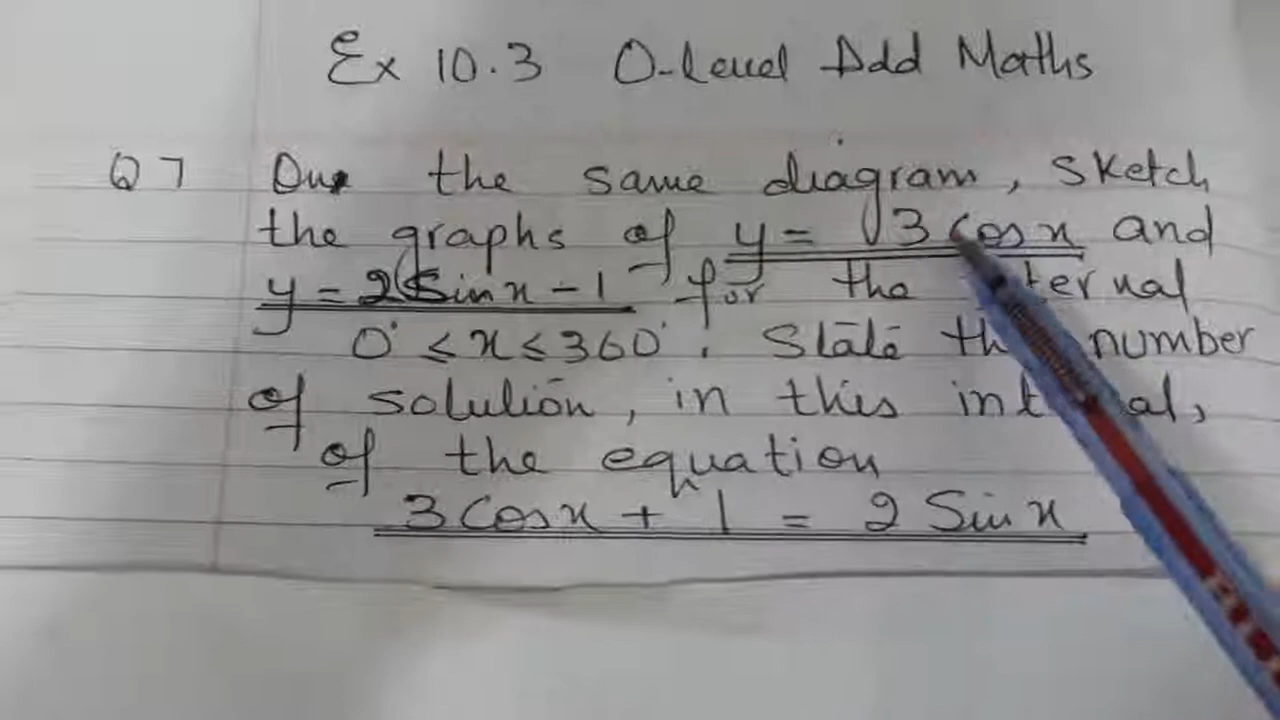 Ex 10.3 O-Level Add Maths
Q7 On the same diagram, sketch
the graphs of y = 3 Cos x and
y = 2 Sin x - 1 for the
0° ≤ x ≤ 360°. State number
of solution, in this
of the equation
3 Cos x + 1 = 2 Sin x